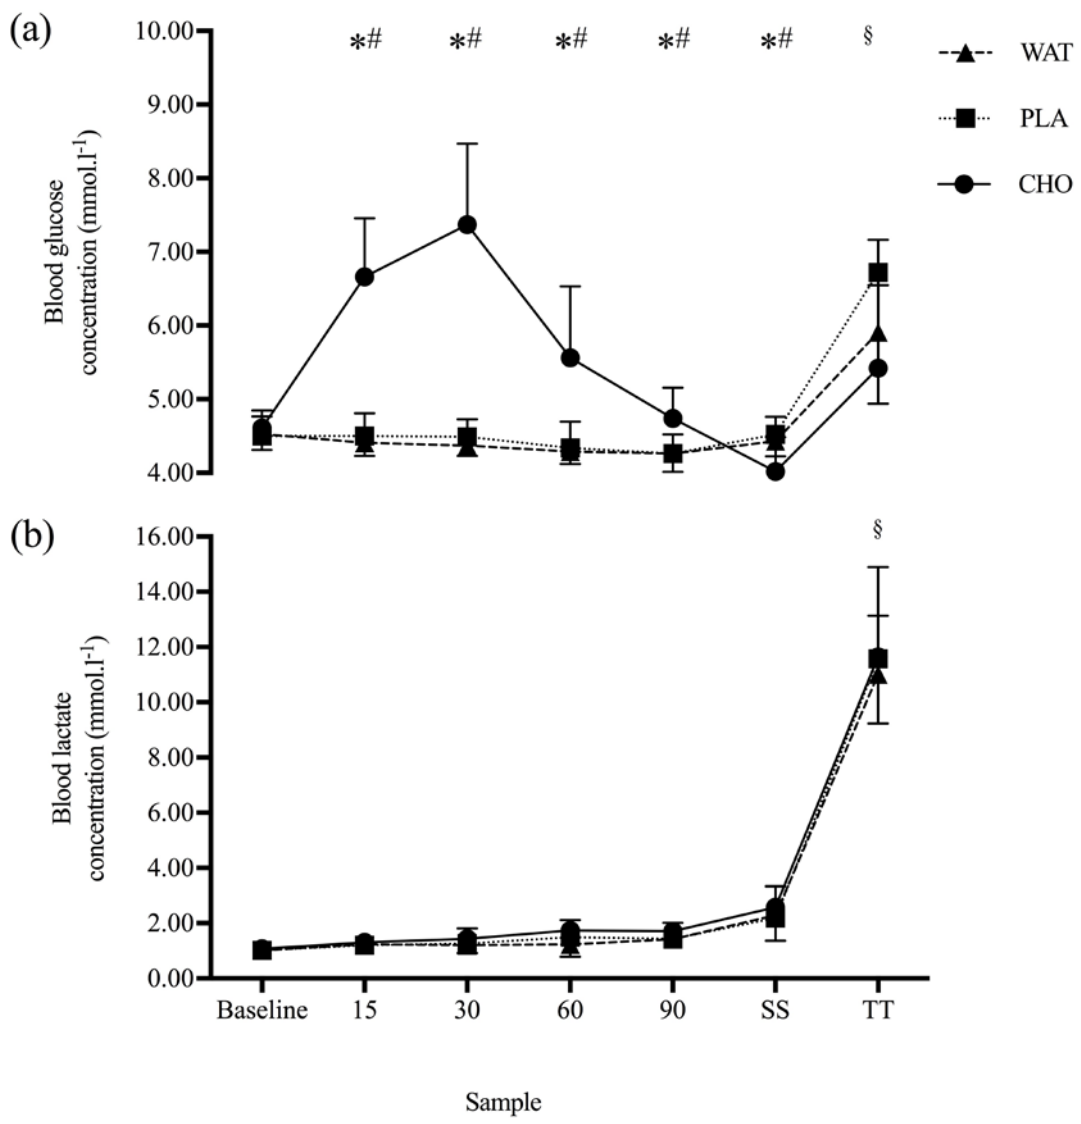 (a)
10.00
*# *# *# *# *# §
9.00
8.00
7.00
6.00
5.00
4.00
Blood glucose
concentration (mmol.l-1)
WAT
PLA
CHO
(b)
16.00
§
14.00
12.00
10.00
8.00
6.00
4.00
2.00
0.00
Blood lactate
concentration (mmol.l-1)
Baseline 15 30 60 90 SS TT
Sample